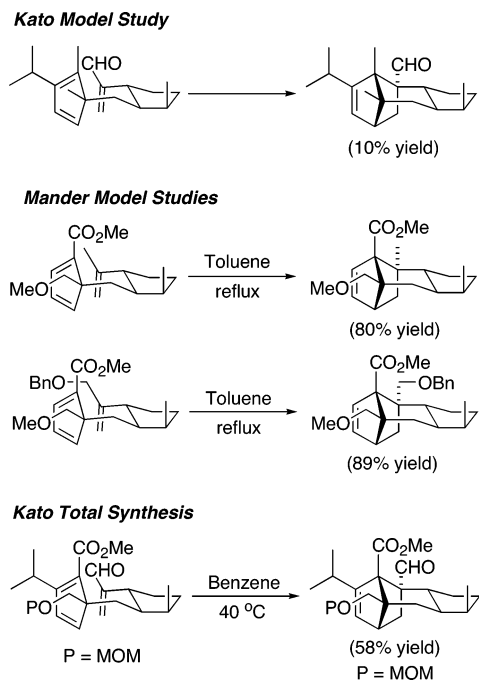 Kato Model Study
CHO
CHO
(10% yield)
Mander Model Studies
CO2Me
CO2Me
Toluene
MeO
reflux
MeO
(80% yield)
CO2Me
CO2Me
BnO
OBn
Toluene
MeO
reflux
MeO
(89% yield)
Kato Total Synthesis
CO2Me
CO2Me
CHO
CHO
Benzene
PO
40 °C
PO
(58% yield)
P = MOM
P = MOM